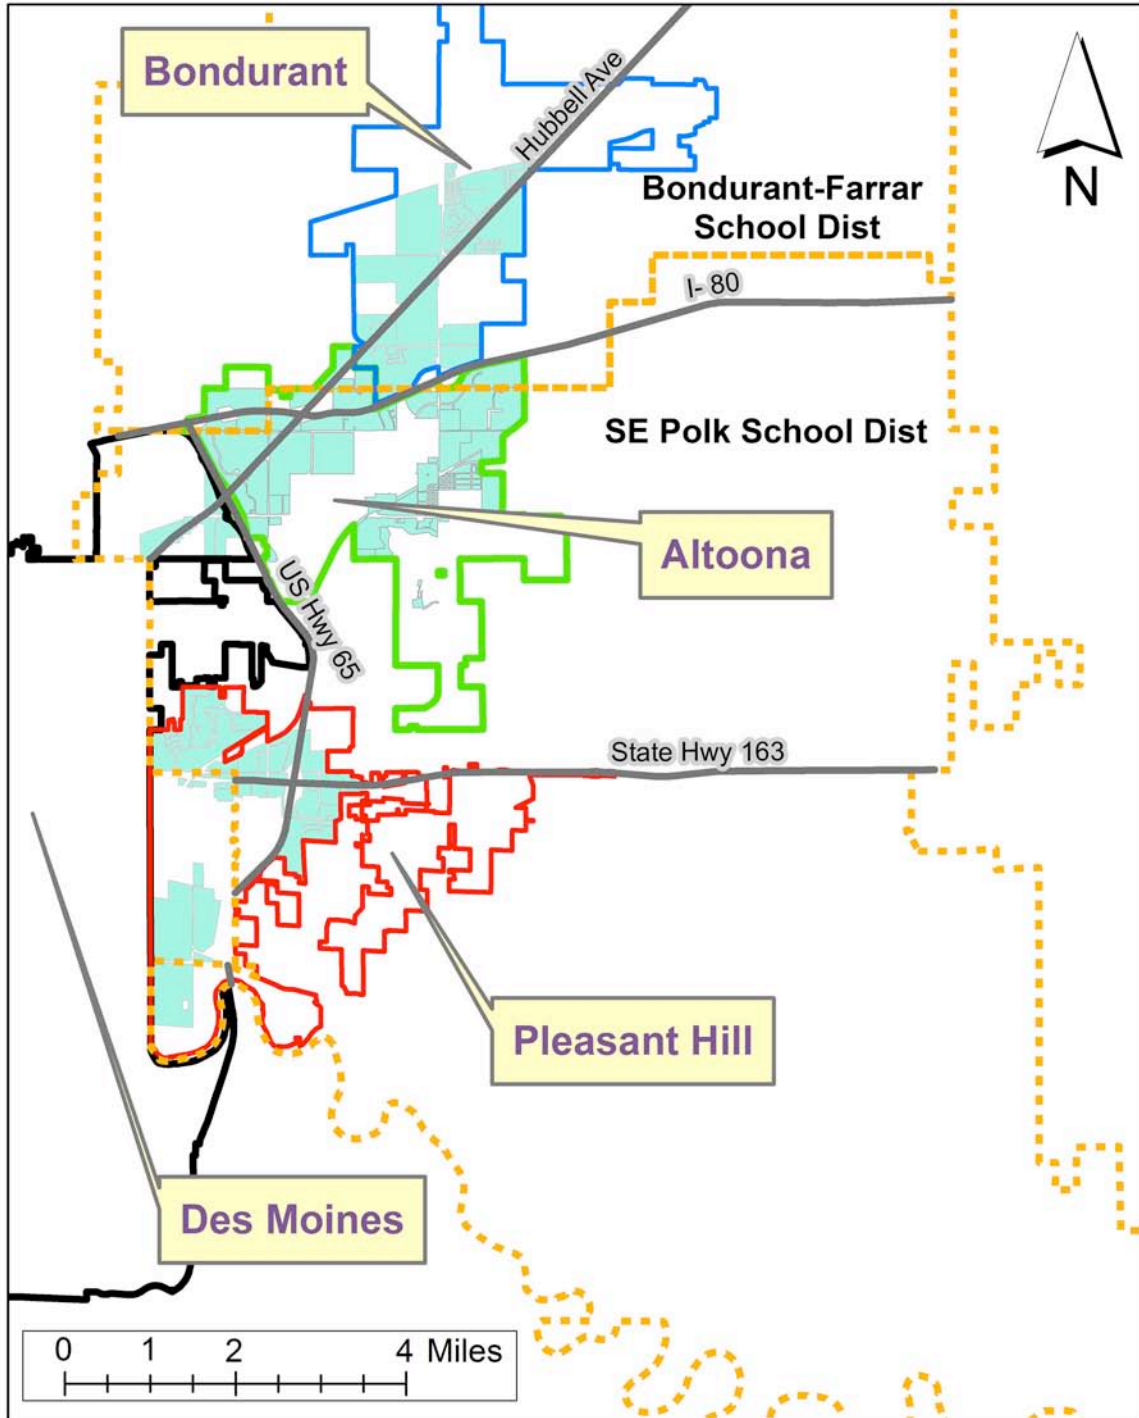 Bondurant
Hubbell Ave
N
Bondurant-Farrar
School Dist
I- 80
SE Polk School Dist
Altoona
US Hwy 65
State Hwy 163
Pleasant Hill
Des Moines
0 1 2 4 Miles